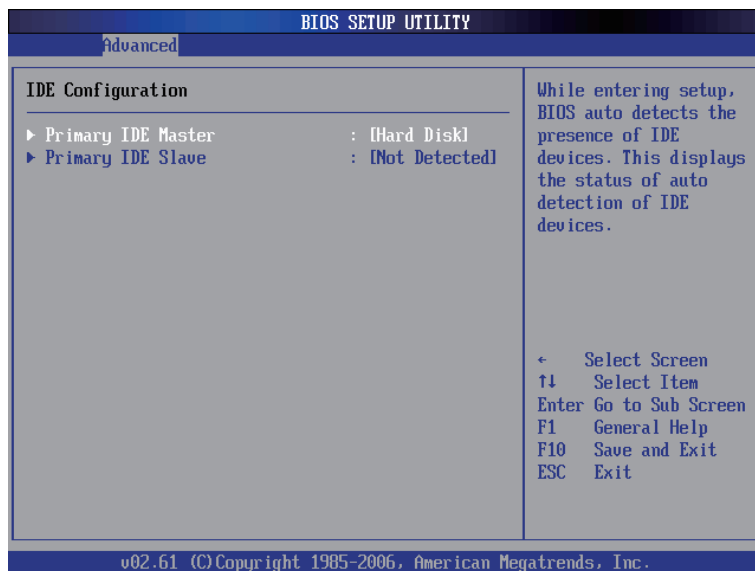 BIOS SETUP UTILITY
Advanced
IDE Configuration
▶ Primary IDE Master : [Hard Disk]
▶ Primary IDE Slave : [Not Detected]
While entering setup,
BIOS auto detects the
presence of IDE
devices. This displays
the status of auto
detection of IDE
devices.
← Select Screen
↑↓ Select Item
Enter Go to Sub Screen
F1 General Help
F10 Save and Exit
ESC Exit
v02.61 (C)Copyright 1985-2006, American Megatrends, Inc.